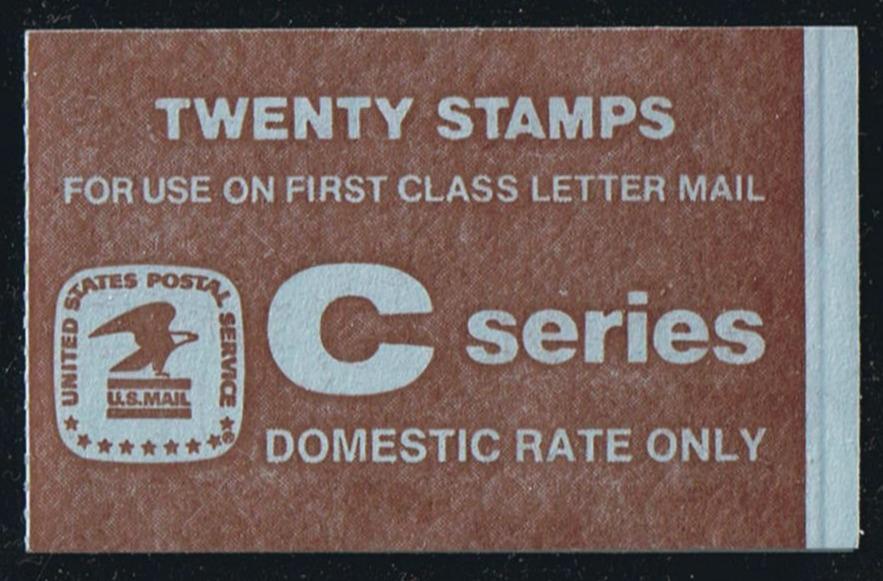 TWENTY STAMPS
FOR USE ON FIRST CLASS LETTER MAIL
UNITED STATES POSTAL SERVICE
U.S.MAIL
®
C series
DOMESTIC RATE ONLY